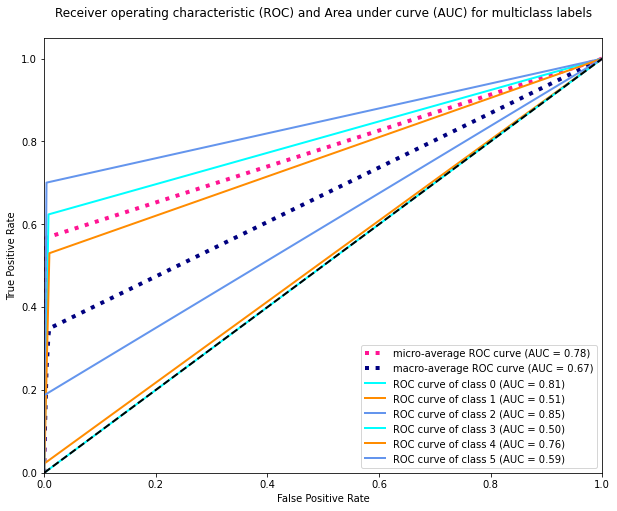 Receiver operating characteristic (ROC) and Area under curve (AUC) for multiclass labels
1.0
0.8
0.6
0.4
0.2
0.0
True Positive Rate
micro-average ROC curve (AUC = 0.78)
macro-average ROC curve (AUC = 0.67)
ROC curve of class 0 (AUC = 0.81)
ROC curve of class 1 (AUC = 0.51)
ROC curve of class 2 (AUC = 0.85)
ROC curve of class 3 (AUC = 0.50)
ROC curve of class 4 (AUC = 0.76)
ROC curve of class 5 (AUC = 0.59)
0.0 0.2 0.4 0.6 0.8 1.0
False Positive Rate